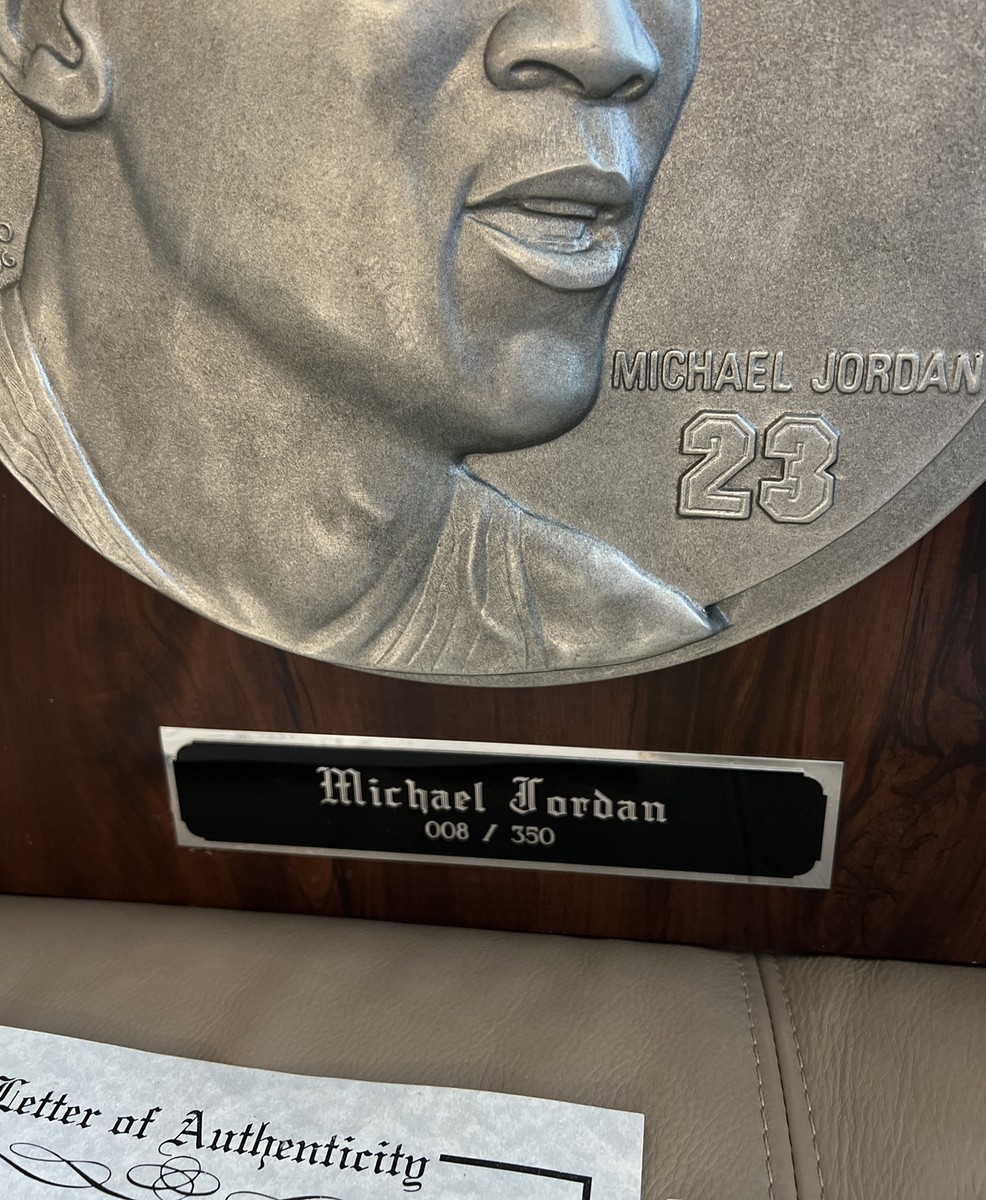 MICHAEL JORDAN
23
Michael Jordan
008 / 350
Letter of Authenticity